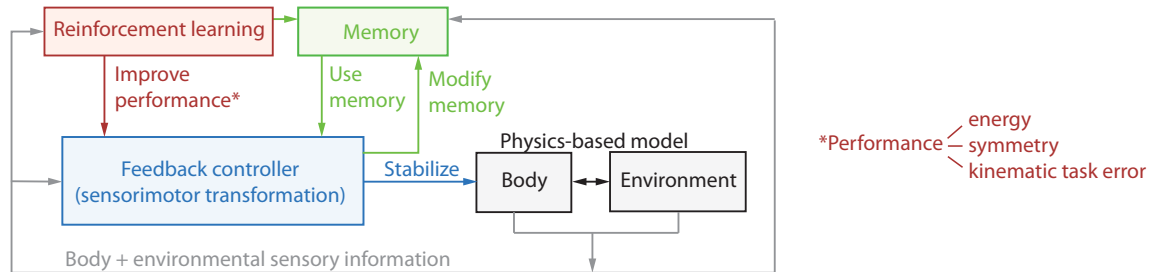 Reinforcement learning
Memory
Improve
performance*
Use
memory
Modify
memory
Physics-based model
Feedback controller
(sensorimotor transformation)
Stabilize
Body
Environment
Body + environmental sensory information
*Performance
energy
symmetry
kinematic task error